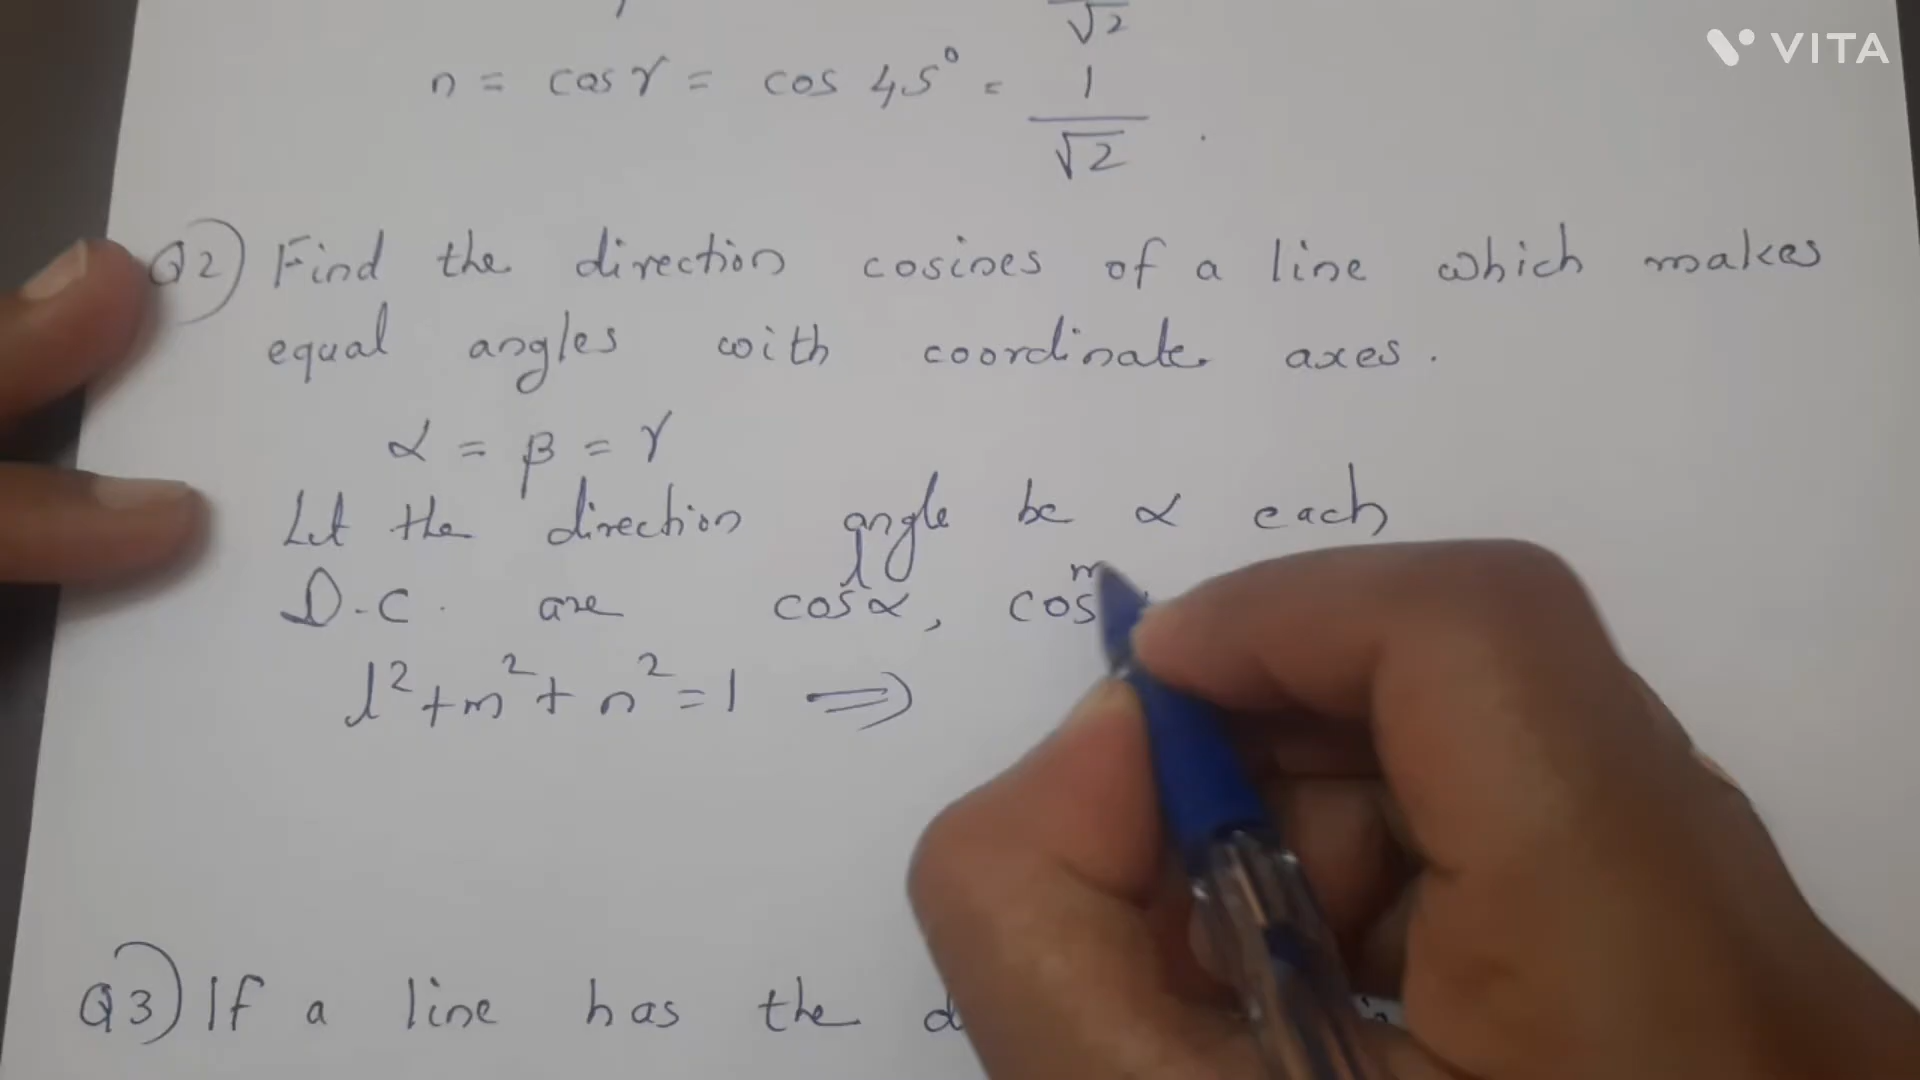 VITA
√2
n = cos γ = cos 45° = 1/√2 .
Q2) Find the direction cosines of a line which makes
equal angles with coordinate axes.
α = β = γ
Let the direction angle be α each
l m
D.C. are cos α, cos
l² + m² + n² = 1 ⟹
Q3) If a line has the